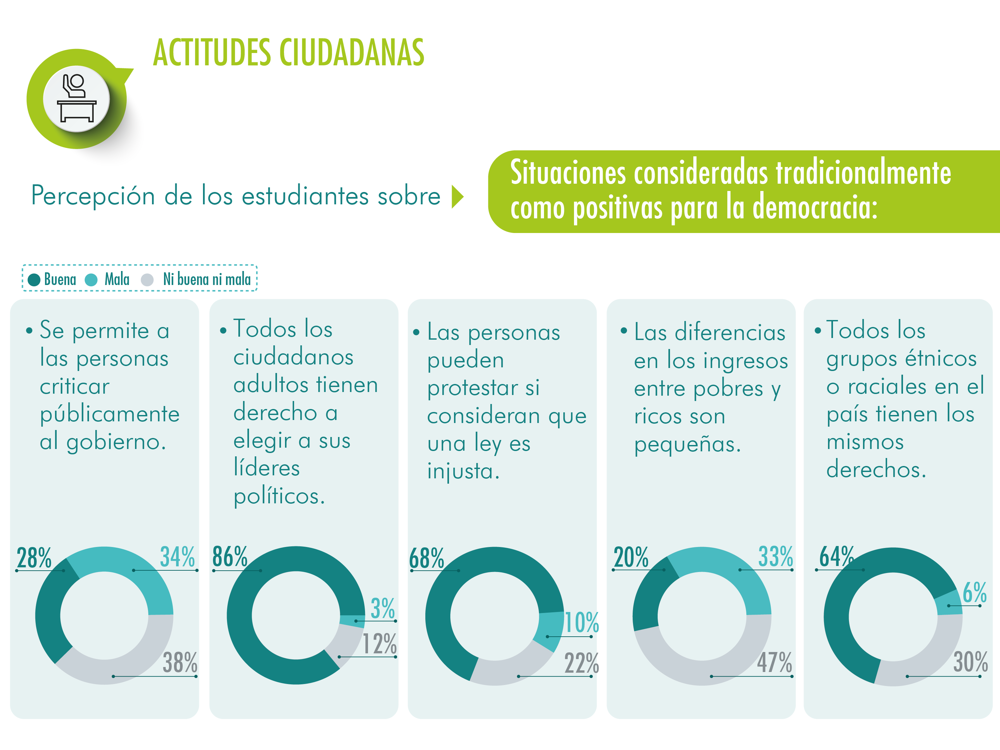 ACTITUDES CIUDADANAS
Percepción de los estudiantes sobre
Situaciones consideradas tradicionalmente
como positivas para la democracia:
Buena Mala Ni buena ni mala
• Se permite a
las personas
criticar
públicamente
al gobierno.
28%
34%
38%
• Todos los
ciudadanos
adultos tienen
derecho a
elegir a sus
líderes
políticos.
86%
3%
12%
• Las personas
pueden
protestar si
consideran que
una ley es
injusta.
68%
10%
22%
• Las diferencias
en los ingresos
entre pobres y
ricos son
pequeñas.
20%
33%
47%
• Todos los
grupos étnicos
o raciales en el
país tienen los
mismos
derechos.
64%
6%
30%